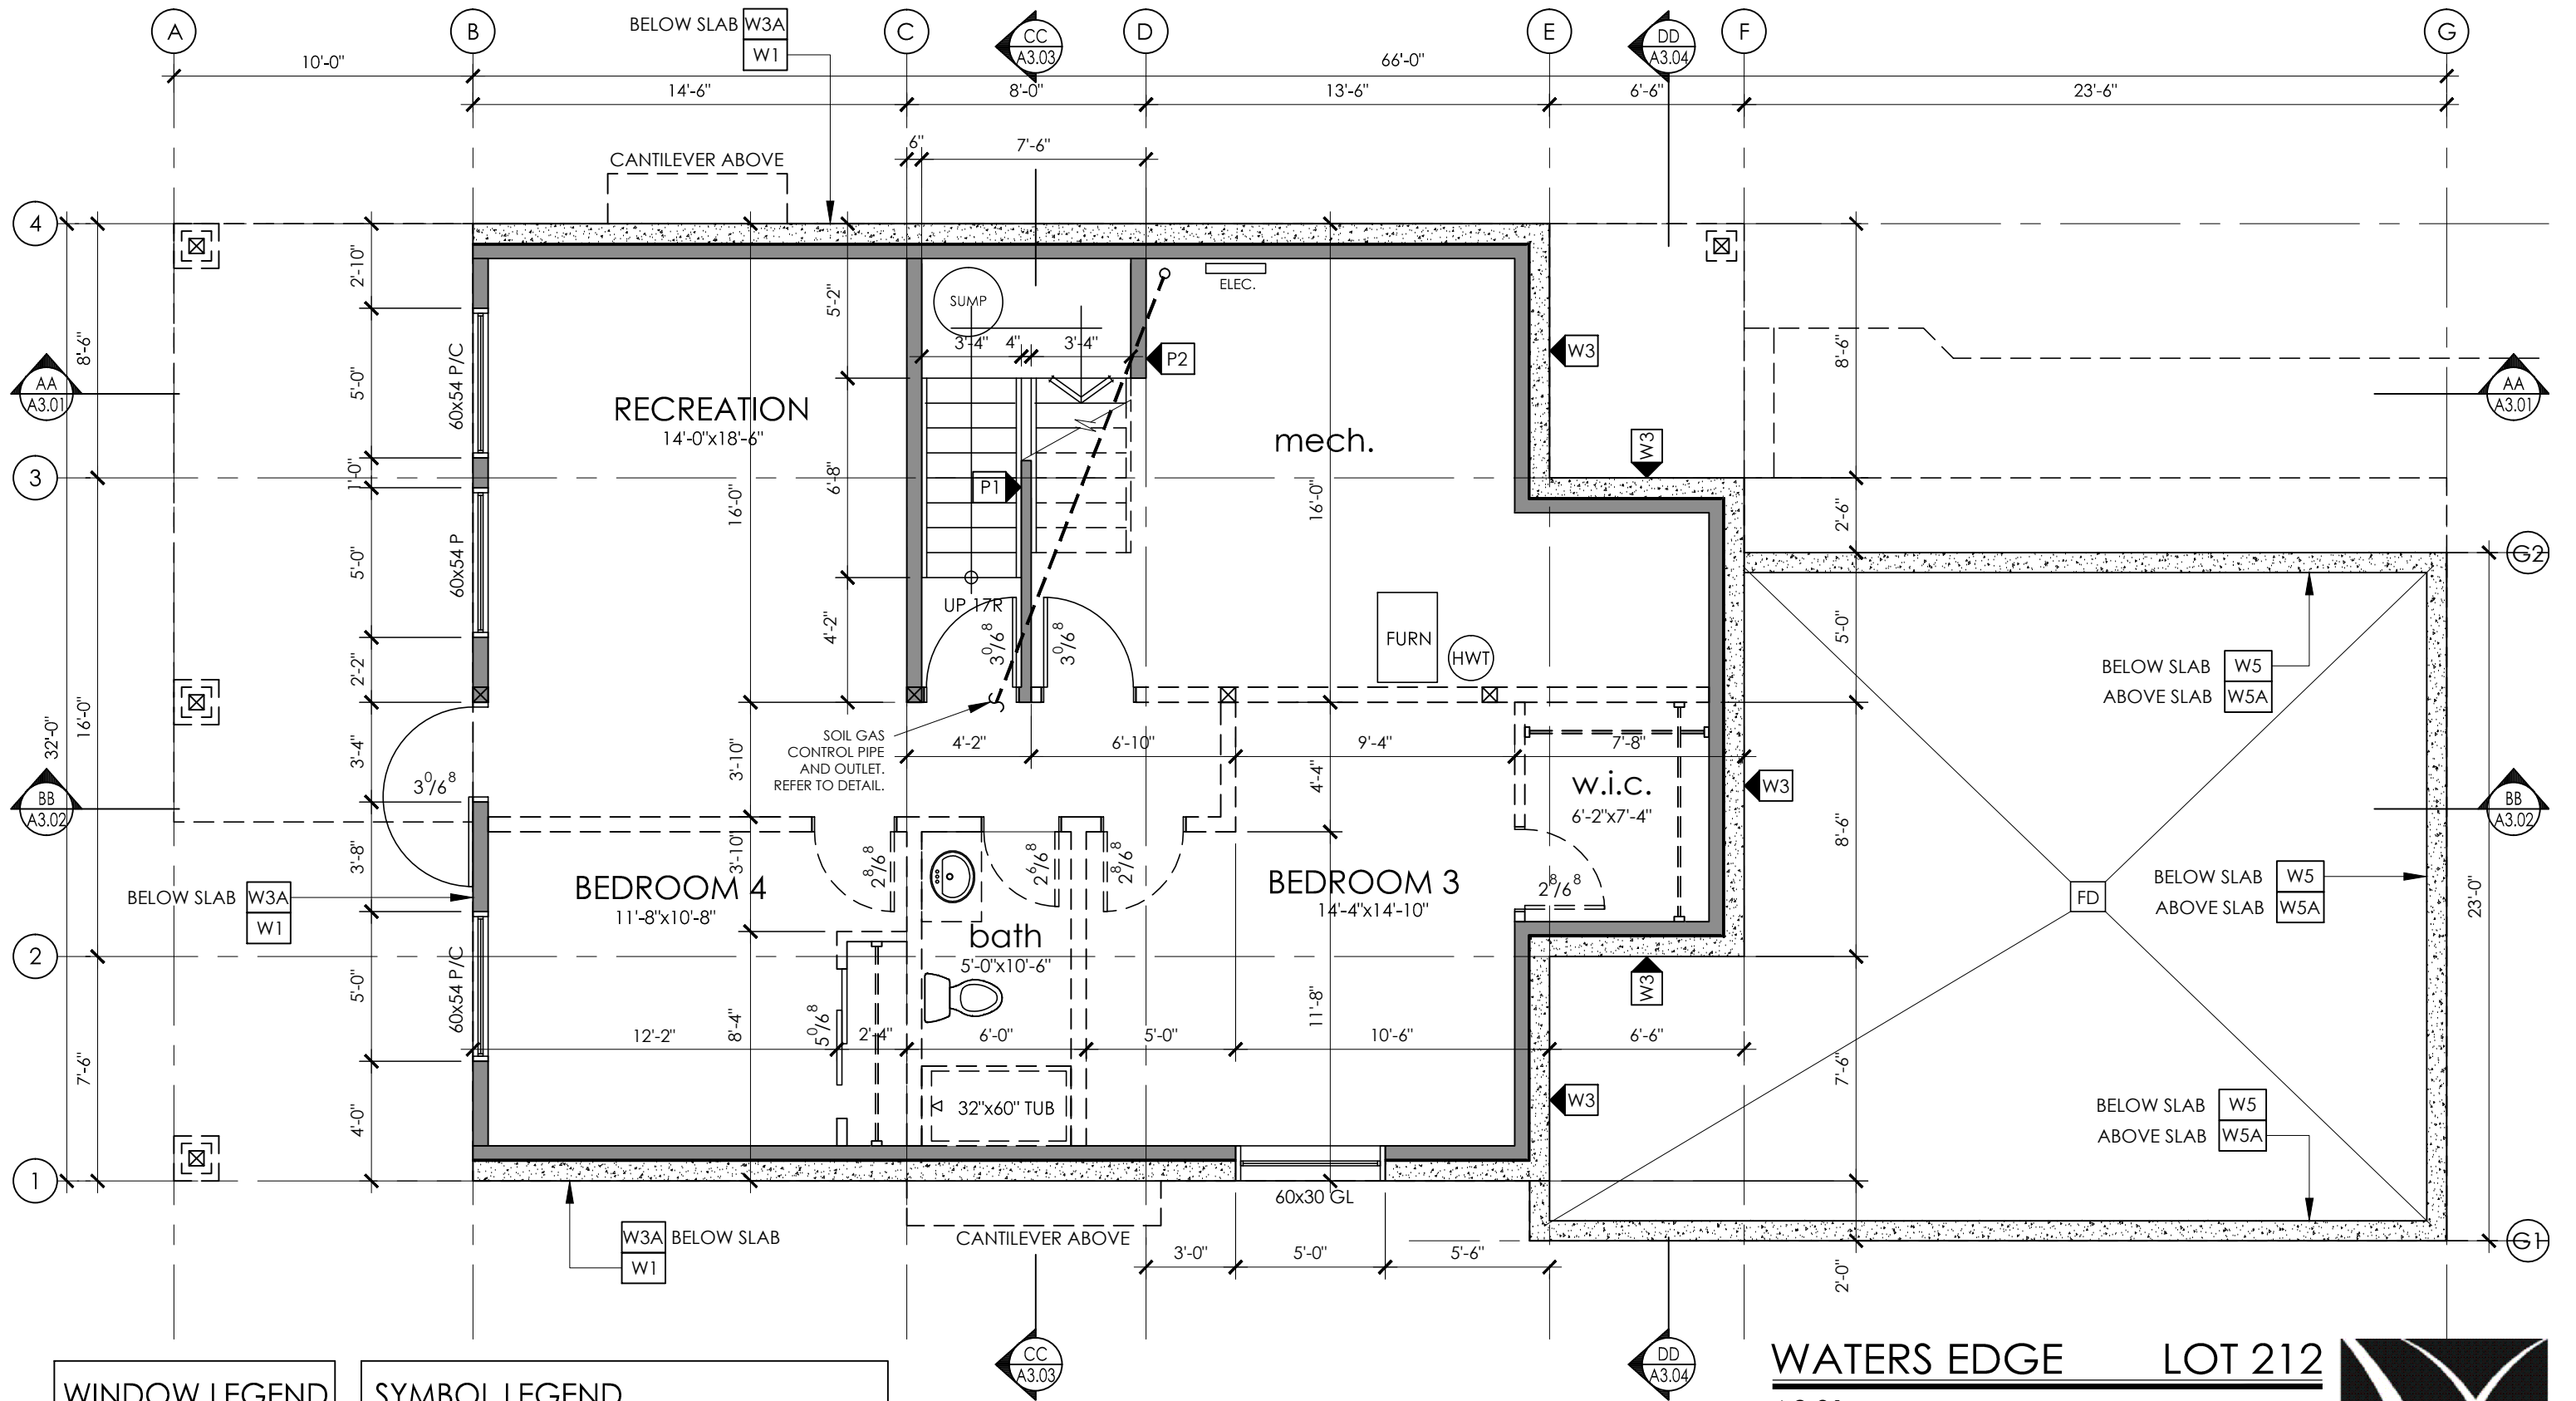 A
B
BELOW SLAB W3A
W1
C
CC
A3.03
D
E
DD
A3.04
F
G
10'-0"
66'-0"
14'-6"
8'-0"
13'-6"
6'-6"
23'-6"
6"
7'-6"
CANTILEVER ABOVE
4
2'-10"
5'-2"
SUMP
ELEC.
3'-4"
4"
3'-4"
P2
W3
8'-6"
8'-6"
AA
A3.01
5'-0"
60x54 P/C
RECREATION
14'-0"x18'-6"
mech.
W3
AA
A3.01
3
1'-0"
16'-0"
6'-8"
P1
16'-0"
2'-6"
5'-0"
60x54 P
G2
UP 17R
4'-2"
3⁰/6⁸
3⁰/6⁸
FURN
HWT
5'-0"
BELOW SLAB W5
ABOVE SLAB W5A
2'-2"
32'-0"
16'-0"
SOIL GAS
CONTROL PIPE
AND OUTLET.
REFER TO DETAIL.
4'-2"
6'-10"
9'-4"
7'-8"
3'-4"
3⁰/6⁸
3'-10"
4'-4"
w.i.c.
6'-2"x7'-4"
W3
BB
A3.02
BB
A3.02
8'-6"
3'-8"
3'-10"
2⁸/6⁸
2⁶/6⁸
2⁸/6⁸
BEDROOM 4
11'-8"x10'-8"
BEDROOM 3
14'-4"x14'-10"
2⁸/6⁸
BELOW SLAB W3A
W1
FD
BELOW SLAB W5
ABOVE SLAB W5A
23'-0"
bath
5'-0"x10'-6"
2
60x54 P/C
5'-0"
W3
8'-4"
5⁰/6⁸
11'-8"
12'-2"
2'-4"
6'-0"
5'-0"
10'-6"
6'-6"
7'-6"
7'-6"
4'-0"
32"x60" TUB
W3
BELOW SLAB W5
ABOVE SLAB W5A
1
60x30 GL
W3A BELOW SLAB
W1
CANTILEVER ABOVE
3'-0"
5'-0"
5'-6"
2'-0"
G1
CC
A3.03
DD
A3.04
WATERS EDGE LOT 212
WINDOW LEGEND
SYMBOL LEGEND